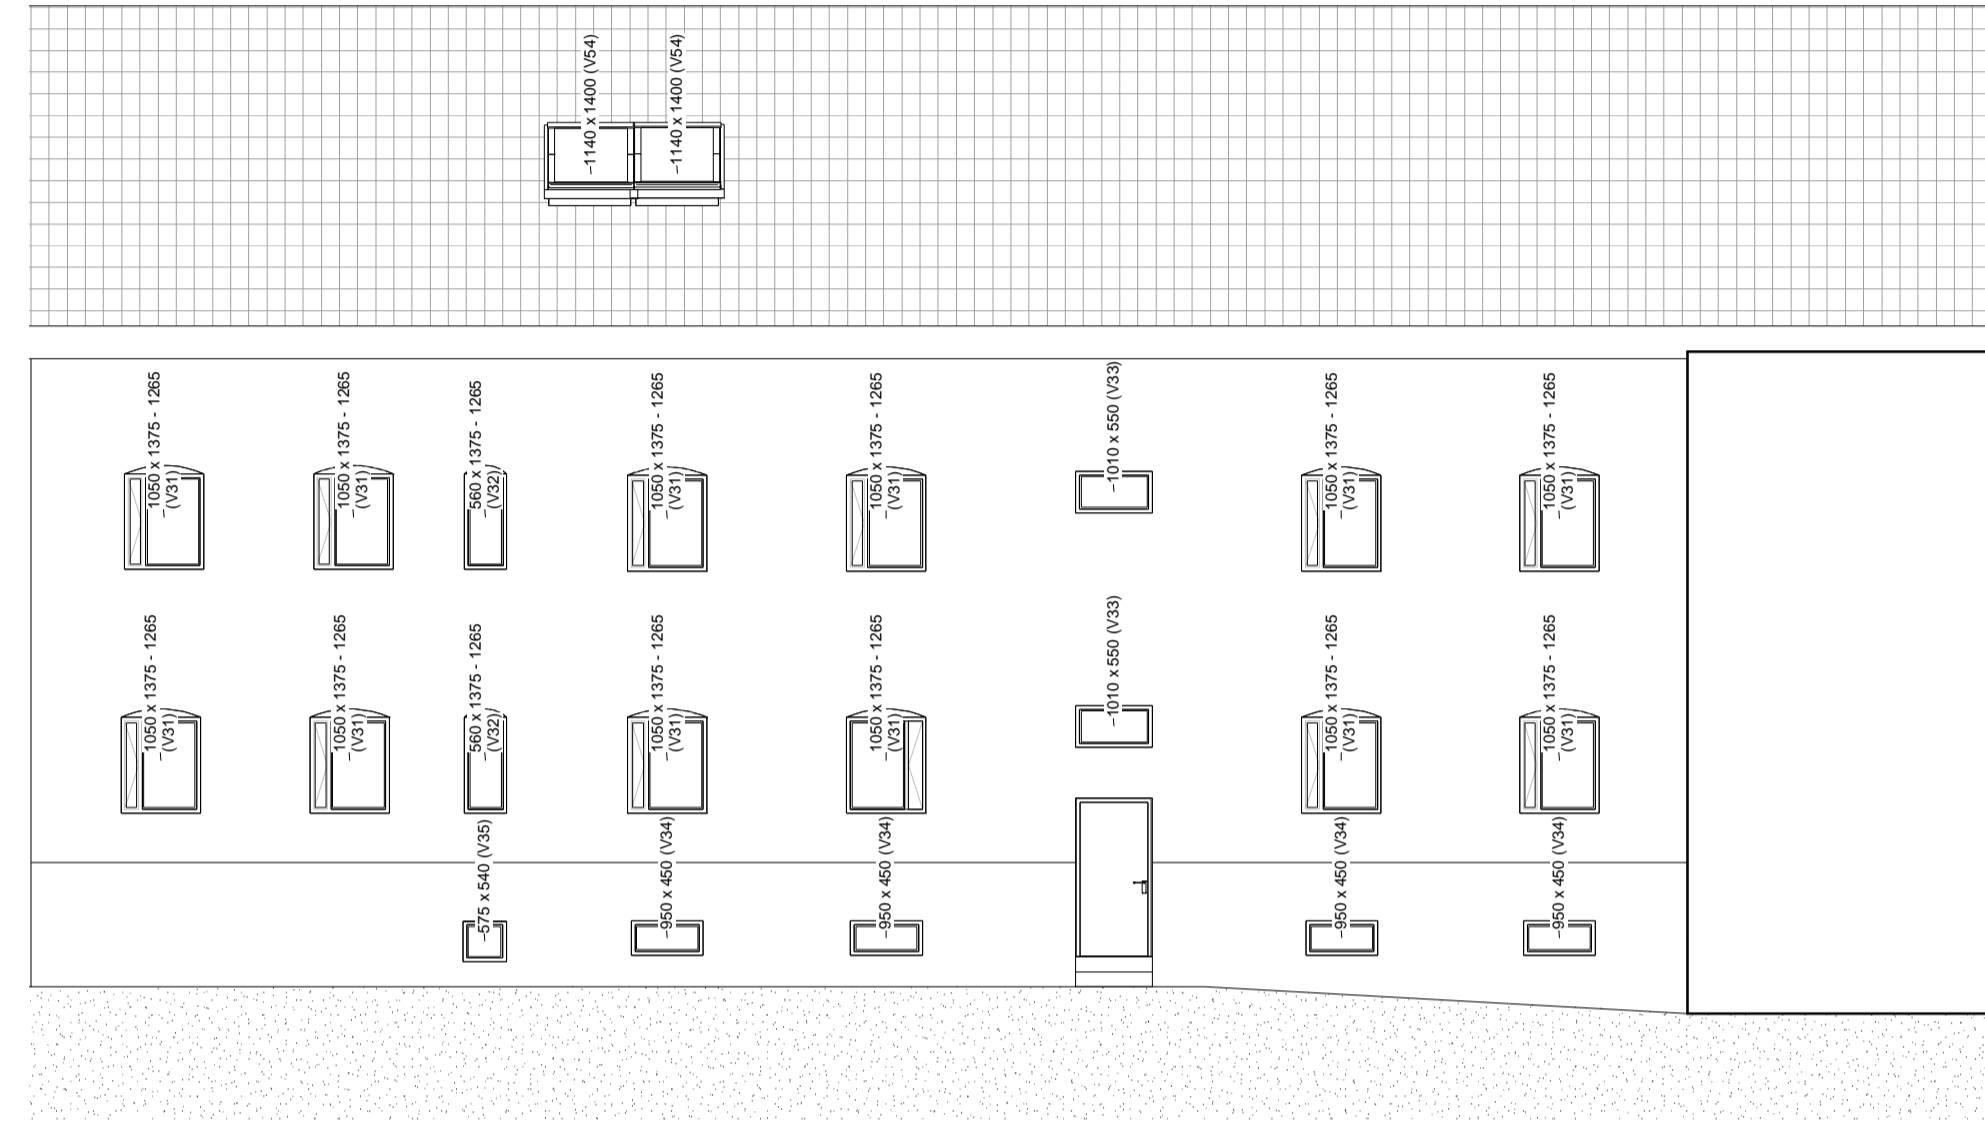 1140 x 1400 (V54)
1140 x 1400 (V54)
1050 x 1375 - 1265
(V31)
1050 x 1375 - 1265
(V31)
560 x 1375 - 1265
(V32)
1050 x 1375 - 1265
(V31)
1050 x 1375 - 1265
(V31)
1010 x 550 (V33)
1050 x 1375 - 1265
(V31)
1050 x 1375 - 1265
(V31)
1050 x 1375 - 1265
(V31)
1050 x 1375 - 1265
(V31)
560 x 1375 - 1265
(V32)
1050 x 1375 - 1265
(V31)
1050 x 1375 - 1265
(V31)
1010 x 550 (V33)
1050 x 1375 - 1265
(V31)
1050 x 1375 - 1265
(V31)
575 x 540 (V35)
950 x 450 (V34)
950 x 450 (V34)
950 x 450 (V34)
950 x 450 (V34)